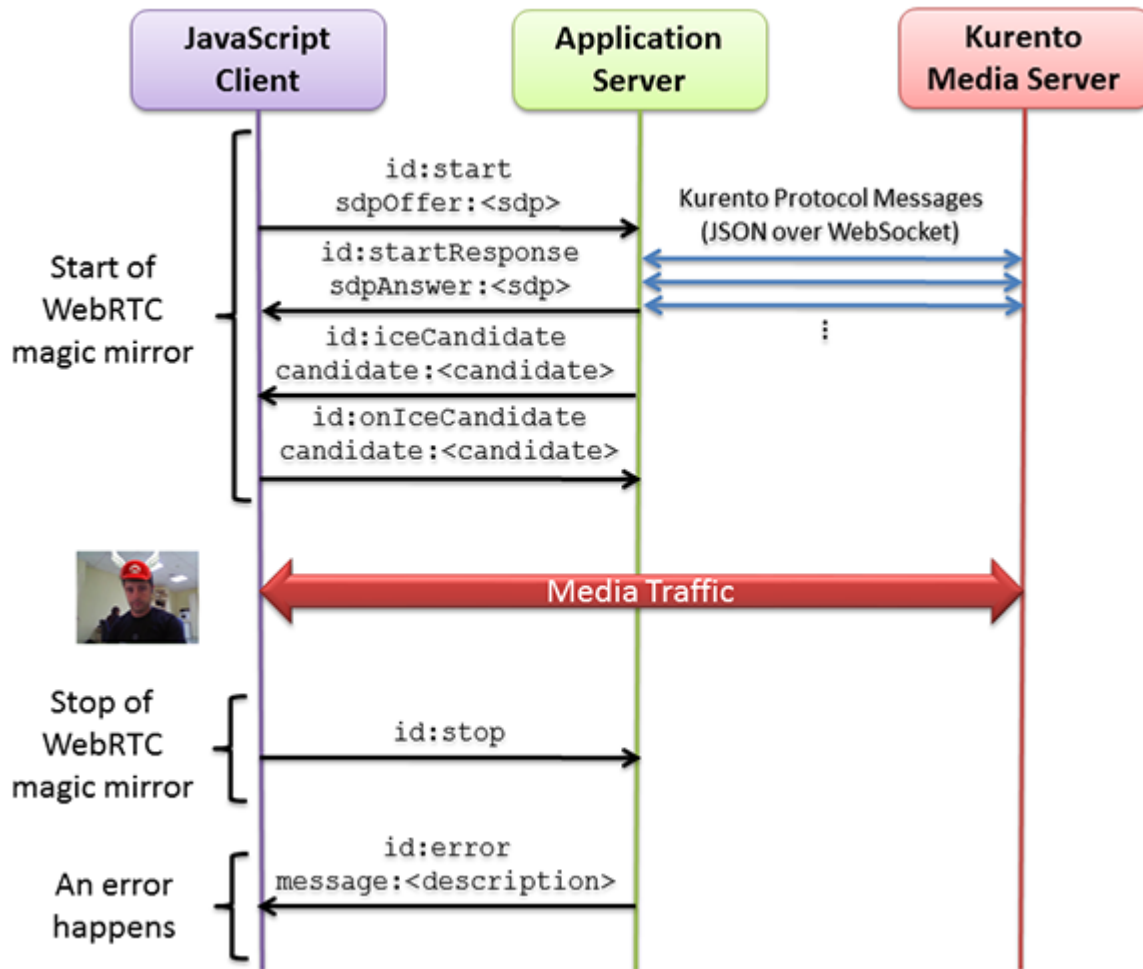 JavaScript
Client
Application
Server
Kurento
Media Server
id:start
sdpOffer:<sdp>
Kurento Protocol Messages
(JSON over WebSocket)
id:startResponse
sdpAnswer:<sdp>
Start of
WebRTC
magic mirror
id:iceCandidate
candidate:<candidate>
id:onIceCandidate
candidate:<candidate>
...
Media Traffic
Stop of
WebRTC
magic mirror
id:stop
id:error
message:<description>
An error
happens